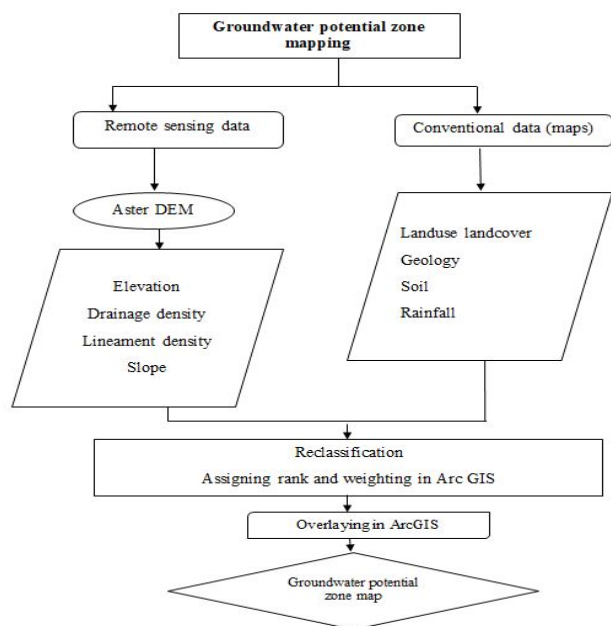 Groundwater potential zone
mapping
Remote sensing data
Conventional data (maps)
Aster DEM
Elevation
Drainage density
Lineament density
Slope
Landuse landcover
Geology
Soil
Rainfall
Reclassification
Assigning rank and weighting in Arc GIS
Overlaying in ArcGIS
Groundwater potential
zone map